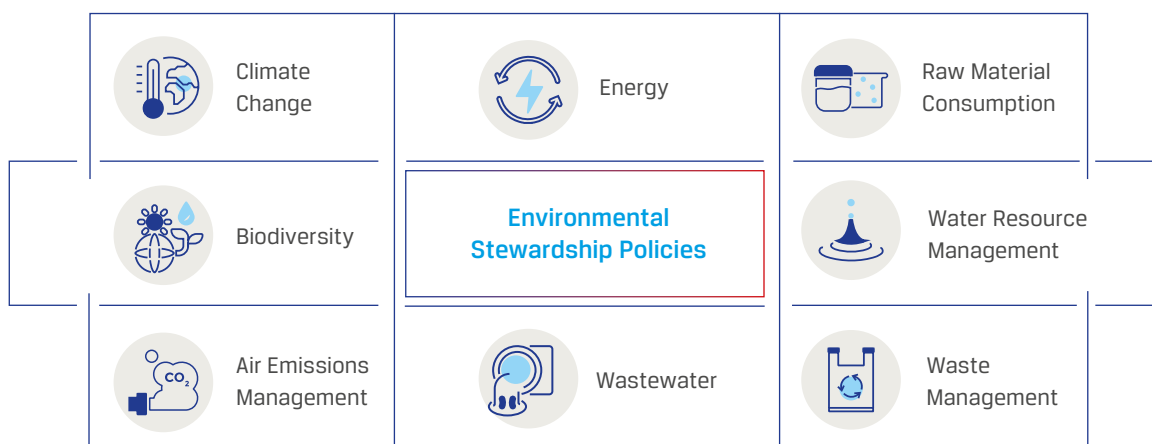 Climate
Change
Energy
Raw Material
Consumption
Biodiversity
Environmental
Stewardship Policies
Water Resource
Management
CO₂
Air Emissions
Management
Wastewater
Waste
Management